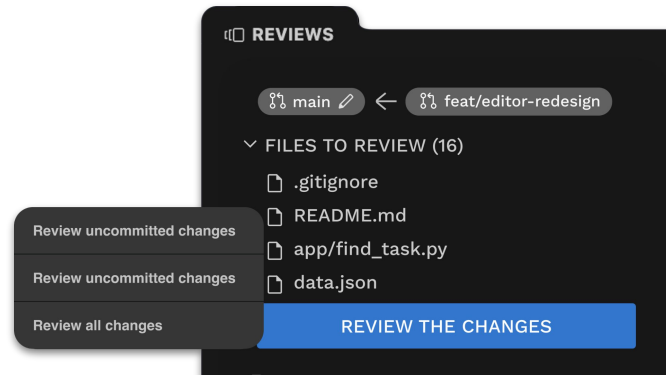 REVIEWS
main
feat/editor-redesign
FILES TO REVIEW (16)
.gitignore
README.md
app/find_task.py
data.json
Review uncommitted changes
Review uncommitted changes
Review all changes
REVIEW THE CHANGES